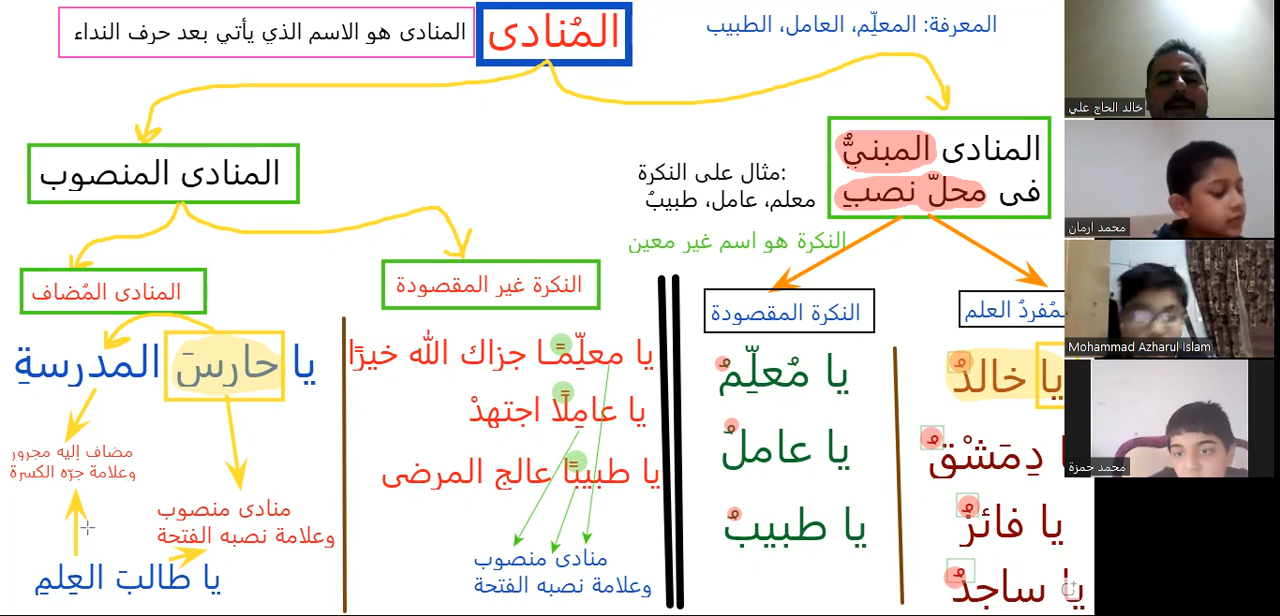 المُنادى
المنادى هو الاسم الذي يأتي بعد حرف النداء
المعرفة: المعلِّم، العامل، الطبيب
المنادى المبنيُّ
في محلّ نصبِ
مثال على النكرة:
معلم، عامل، طبيبُ
النكرة هو اسم غير معين
المنادى المنصوب
مُفردُ العلم
النكرة المقصودة
النكرة غير المقصودة
المنادى المُضاف
يا خالدُ
يا دِمَشْقُ
يا فائزُ
يا ساجدُ
يا مُعلِّمُ
يا عاملُ
يا طبيبُ
يا معلِّمًا جزاك الله خيرًا
يا عامِلًا اجتهدْ
يا طبيبًا عالج المرضى
منادى منصوب
وعلامة نصبه الفتحة
يا حارسَ المدرسةِ
مضاف إليه مجرور
وعلامة جرّه الكسرة
منادى منصوب
وعلامة نصبه الفتحة
يا طالبَ العِلمِ
خالد الحاج علي
محمد ارمان
Mohammad Azharul Islam
محمد حمزة